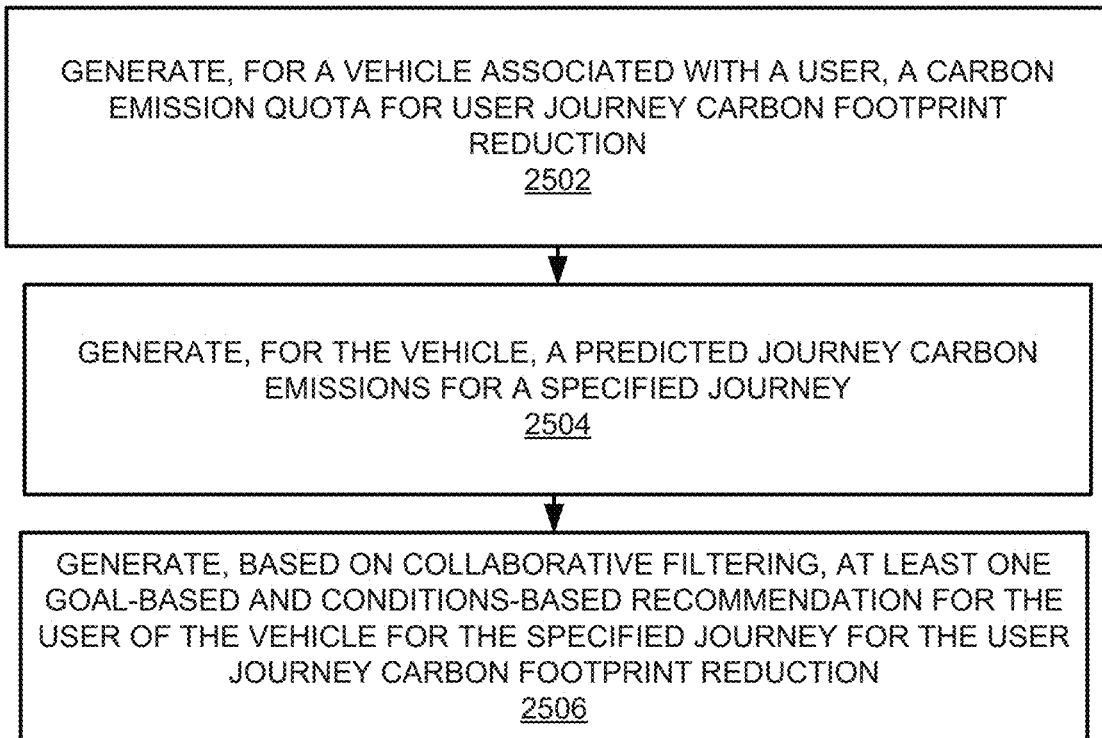 GENERATE, FOR A VEHICLE ASSOCIATED WITH A USER, A CARBON
EMISSION QUOTA FOR USER JOURNEY CARBON FOOTPRINT
REDUCTION
2502
GENERATE, FOR THE VEHICLE, A PREDICTED JOURNEY CARBON
EMISSIONS FOR A SPECIFIED JOURNEY
2504
GENERATE, BASED ON COLLABORATIVE FILTERING, AT LEAST ONE
GOAL-BASED AND CONDITIONS-BASED RECOMMENDATION FOR THE
USER OF THE VEHICLE FOR THE SPECIFIED JOURNEY FOR THE USER
JOURNEY CARBON FOOTPRINT REDUCTION
2506